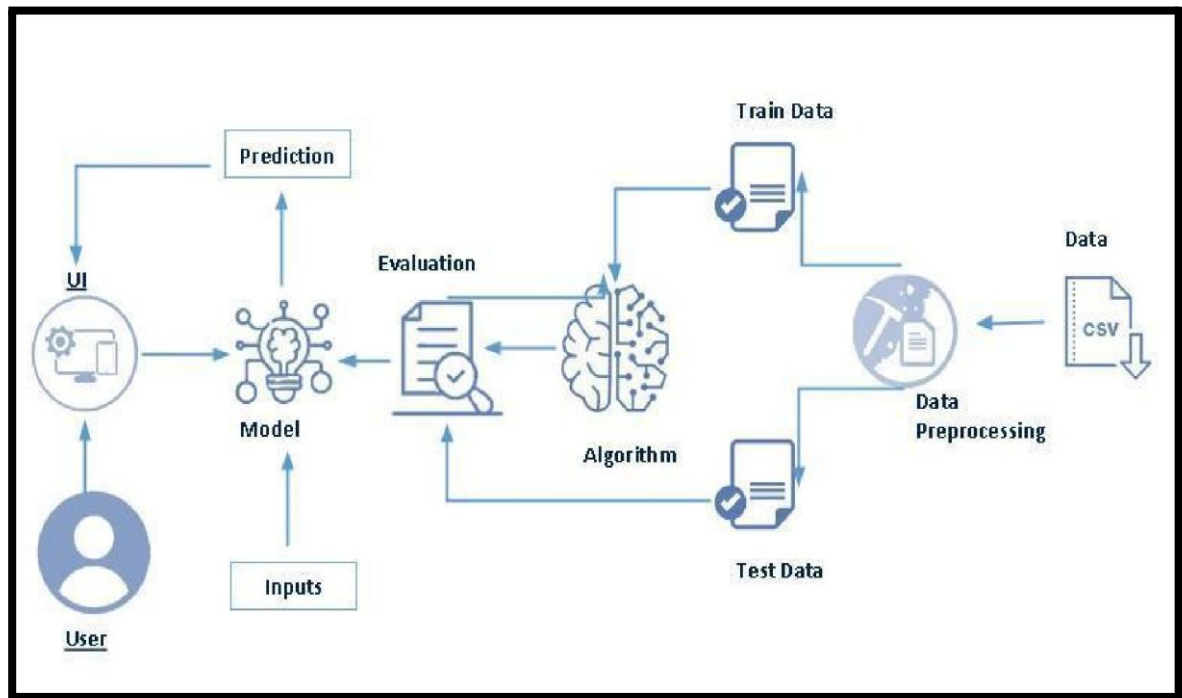 Train Data
Prediction
Data
Evaluation
UI
CSV
Model
Data
Preprocessing
Algorithm
Inputs
Test Data
User